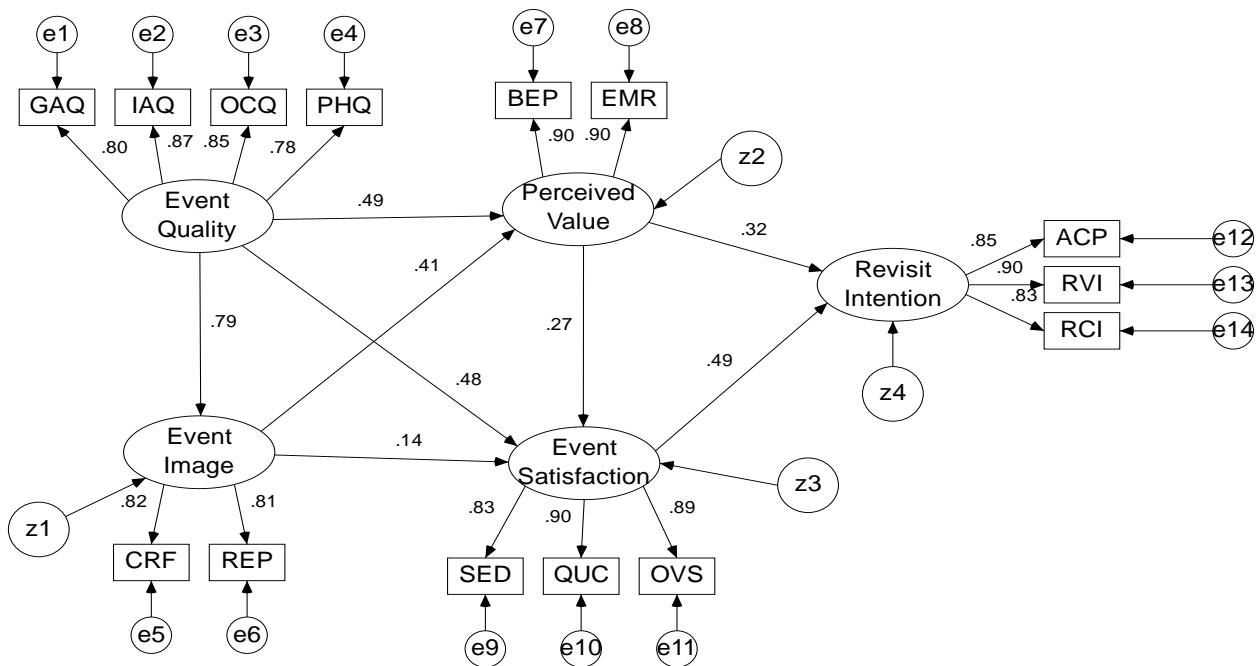 e1 e2 e3 e4
GAQ IAQ OCQ PHQ
.80 .87 .85 .78
e7 e8
BEP EMR
.90 .90
z2
Event
Quality
.49
Perceived
Value
.32
.41
.79
.27
.48
.49
Revisit
Intention
.85 ACP e12
.90 RVI e13
.83 RCI e14
z4
Event
Image
.14
Event
Satisfaction
z3
z1
.82 .81
CRF REP
e5 e6
.83 .90 .89
SED QUC OVS
e9 e10 e11